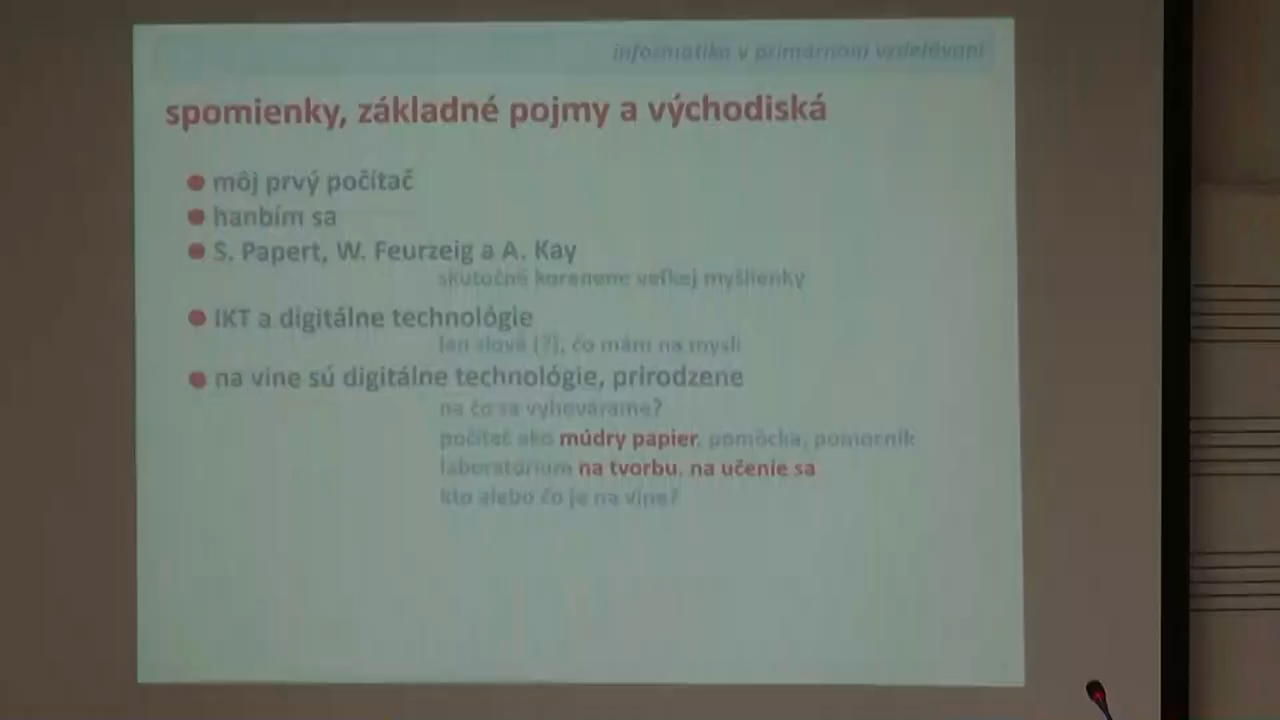 informatika v primárnom vzdelávaní
spomienky, základné pojmy a východiská
môj prvý počítač
hanbím sa
S. Papert, W. Feurzeig a A. Kay
skutočné korenene veľkej myšlienky
IKT a digitálne technológie
len slová (?), čo mám na mysli
na vine sú digitálne technológie, prirodzene
na čo sa vyhovárame?
počítač ako múdry papier, pomôcka, pomocník
laboratórium na tvorbu, na učenie sa
kto alebo čo je na vine?